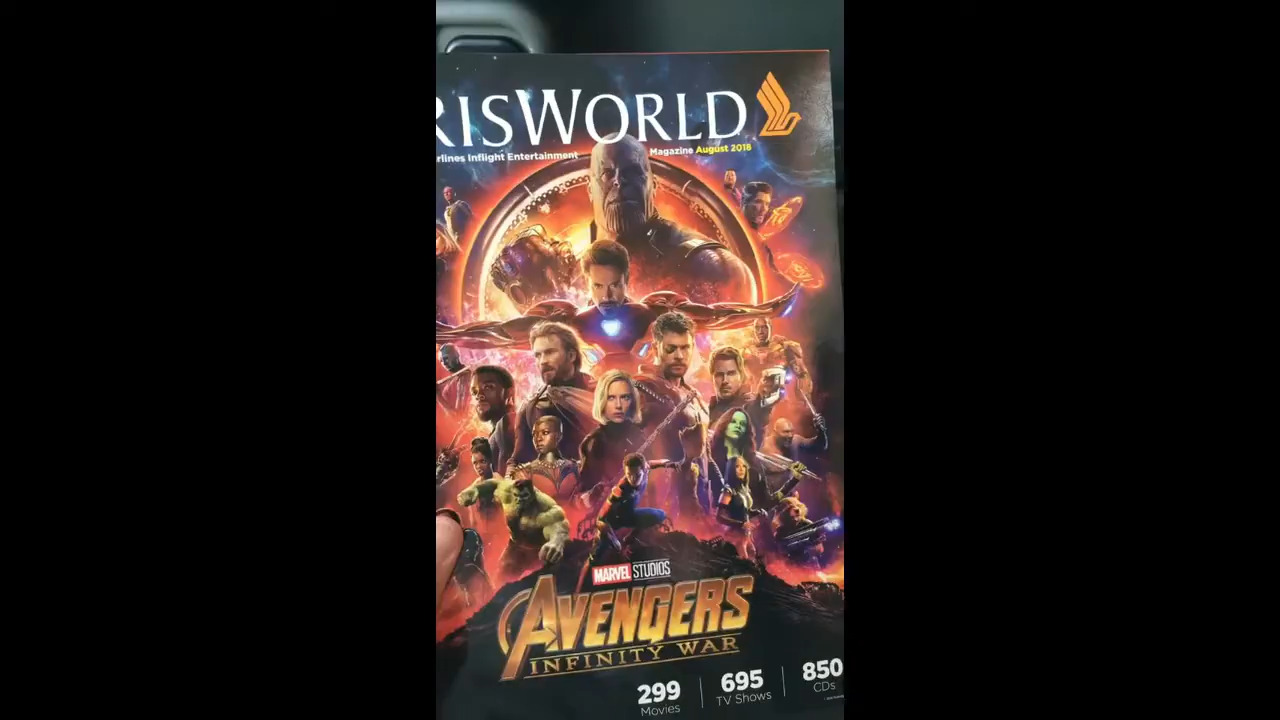 RISWORLD
rlines Inflight Entertainment Magazine August 2018
MARVEL STUDIOS
AVENGERS
INFINITY WAR
299 695 850
Movies TV Shows CDs